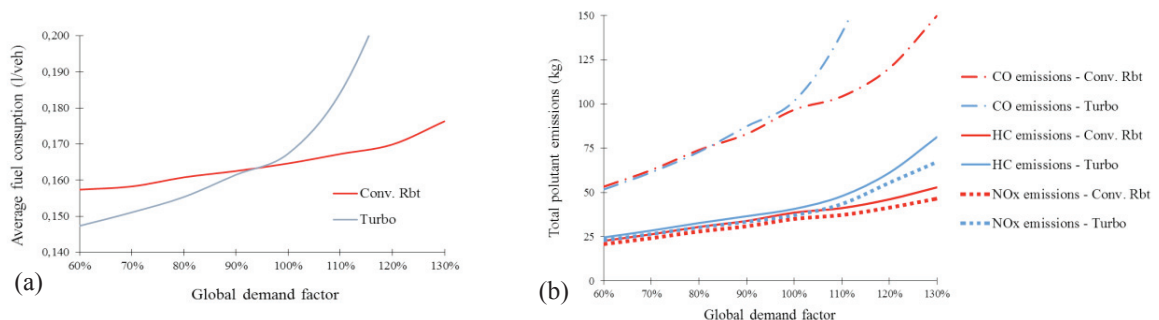 Average fuel consuption (l/veh)
0,200
0,190
0,180
0,170
0,160
0,150
0,140
60%
70%
80%
90%
100%
110%
120%
130%
Conv. Rbt
Turbo
Global demand factor
(a)
Total polutant emissions (kg)
150
125
100
75
50
25
0
60%
70%
80%
90%
100%
110%
120%
130%
Global demand factor
(b)
CO emissions - Conv. Rbt
CO emissions - Turbo
HC emissions - Conv. Rbt
HC emissions - Turbo
NOx emissions - Conv. Rbt
NOx emissions - Turbo